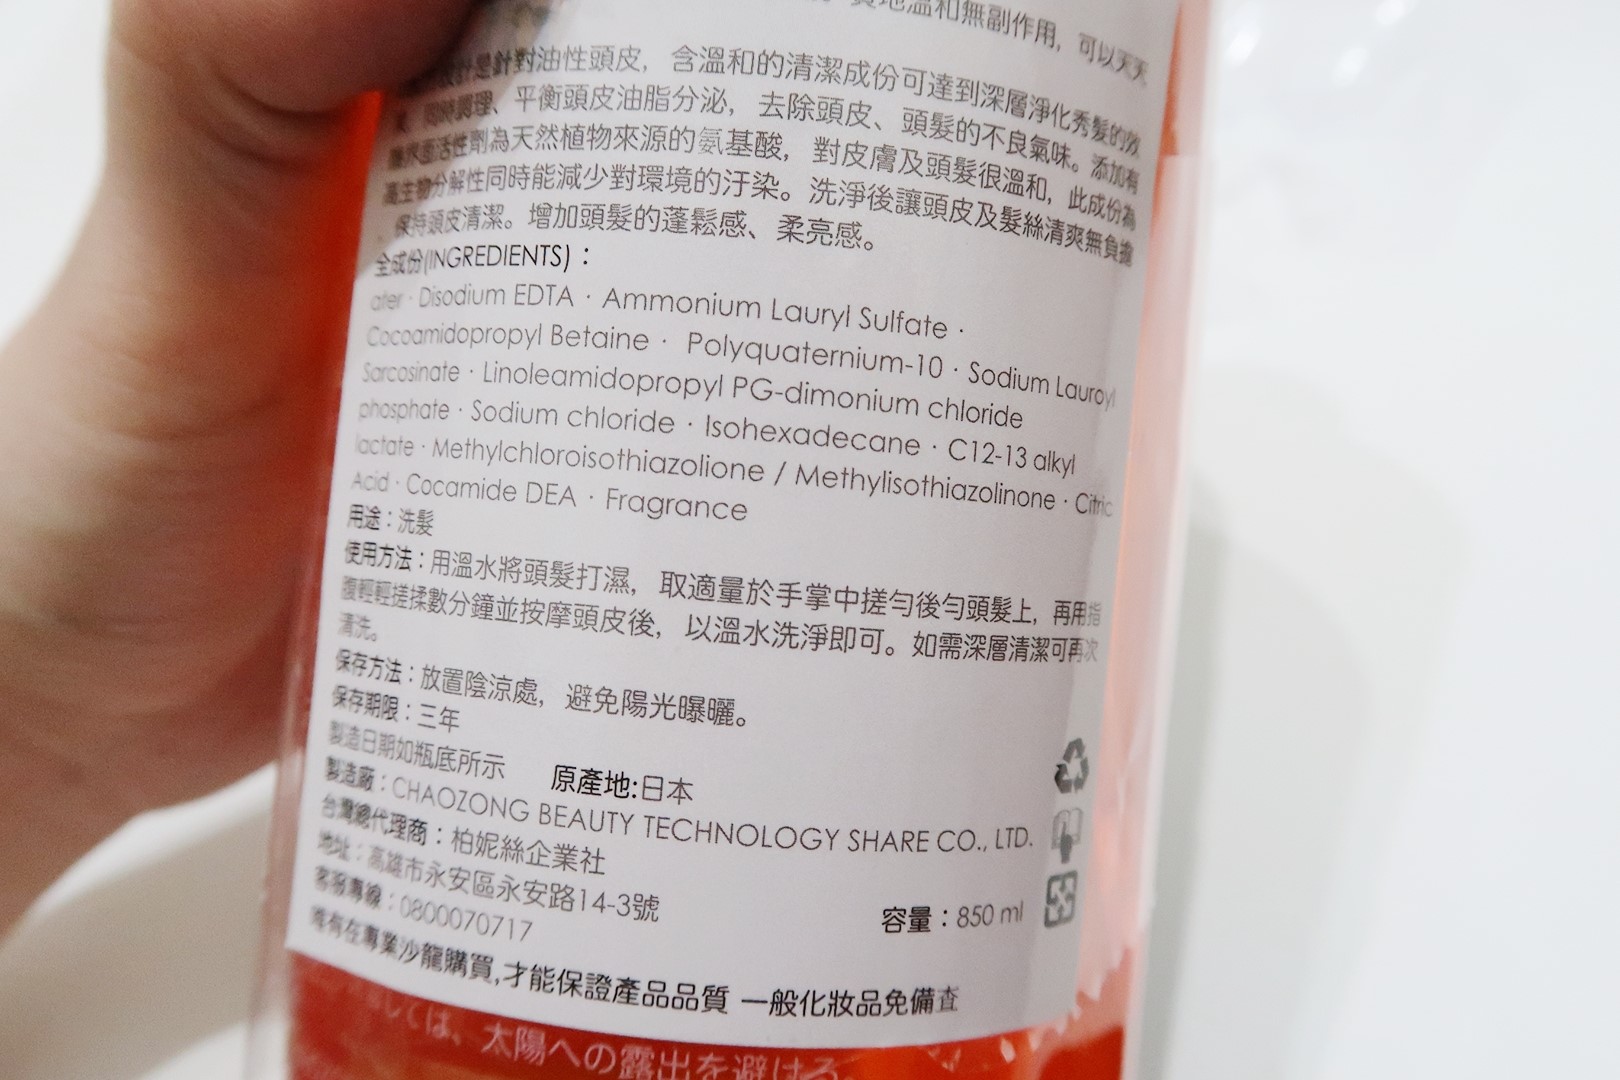 質地溫和無副作用，可以天天
設計是針對油性頭皮，含溫和的清潔成份可達到深層淨化秀髮的效
同時調理、平衡頭皮油脂分泌，去除頭皮、頭髮的不良氣味。添加有
界面活性劑為天然植物來源的氨基酸，對皮膚及頭髮很溫和，此成份為
高生物分解性同時能減少對環境的汙染。洗淨後讓頭皮及髮絲清爽無負擔
、保持頭皮清潔。增加頭髮的蓬鬆感、柔亮感。
全成份(INGREDIENTS)：
ater · Disodium EDTA · Ammonium Lauryl Sulfate ·
Cocoamidopropyl Betaine · Polyquaternium-10 · Sodium Lauroyl
Sarcosinate · Linoleamidopropyl PG-dimonium chloride
phosphate · Sodium chloride · Isohexadecane · C12-13 alkyl
lactate · Methylchloroisothiazolione / Methylisothiazolinone · Citric
Acid · Cocamide DEA · Fragrance
用途：洗髮
使用方法：用溫水將頭髮打濕，取適量於手掌中搓勻後勻頭髮上，再用指
腹輕輕搓揉數分鐘並按摩頭皮後，以溫水洗淨即可。如需深層清潔可再次
清洗。
保存方法：放置陰涼處，避免陽光曝曬。
保存期限：三年
製造日期如瓶底所示 原產地:日本
製造廠：CHAOZONG BEAUTY TECHNOLOGY SHARE CO., LTD.
台灣總代理商：柏妮絲企業社
地址：高雄市永安區永安路14-3號
客服專線：0800070717
容量：850 ml
唯有在專業沙龍購買,才能保證產品品質 一般化妝品免備查
しては、太陽への露出を避ける。